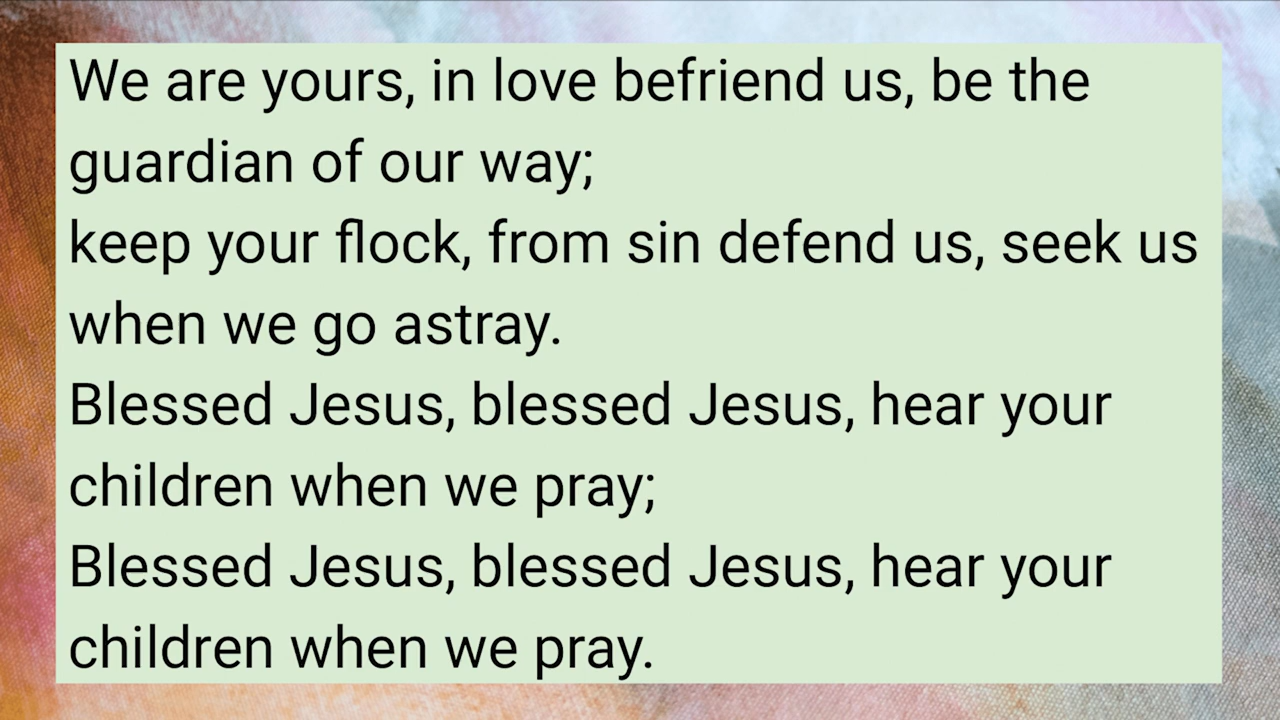 We are yours, in love befriend us, be the
guardian of our way;
keep your flock, from sin defend us, seek us
when we go astray.
Blessed Jesus, blessed Jesus, hear your
children when we pray;
Blessed Jesus, blessed Jesus, hear your
children when we pray.